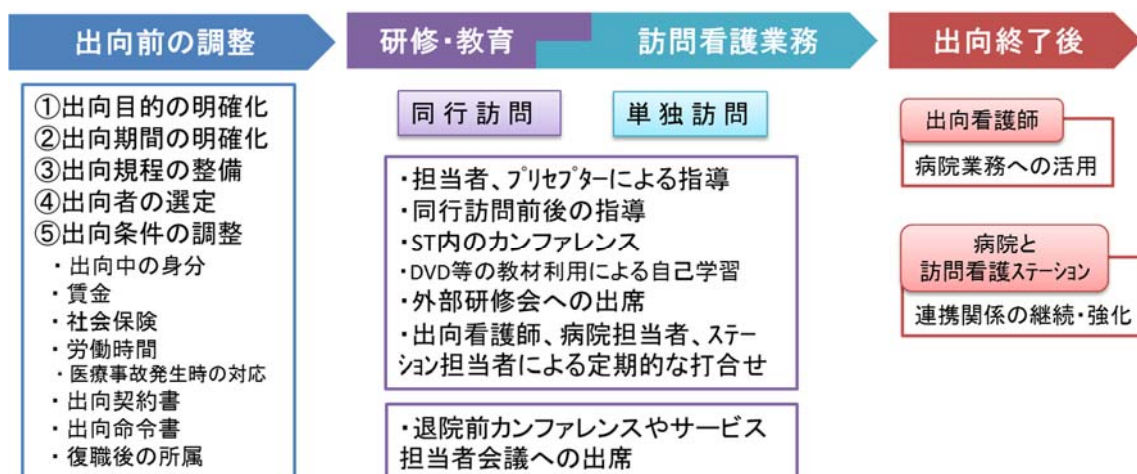 出向前の調整
①出向目的の明確化
②出向期間の明確化
③出向規程の整備
④出向者の選定
⑤出向条件の調整
・出向中の身分
・賃金
・社会保険
・労働時間
・医療事故発生時の対応
・出向契約書
・出向命令書
・復職後の所属
研修・教育
訪問看護業務
同行訪問
単独訪問
・担当者、プリセプターによる指導
・同行訪問前後の指導
・ST内のカンファレンス
・DVD等の教材利用による自己学習
・外部研修会への出席
・出向看護師、病院担当者、ステー
ション担当者による定期的な打合せ
・退院前カンファレンスやサービス
担当者会議への出席
出向終了後
出向看護師
病院業務への活用
病院と
訪問看護ステーション
連携関係の継続・強化